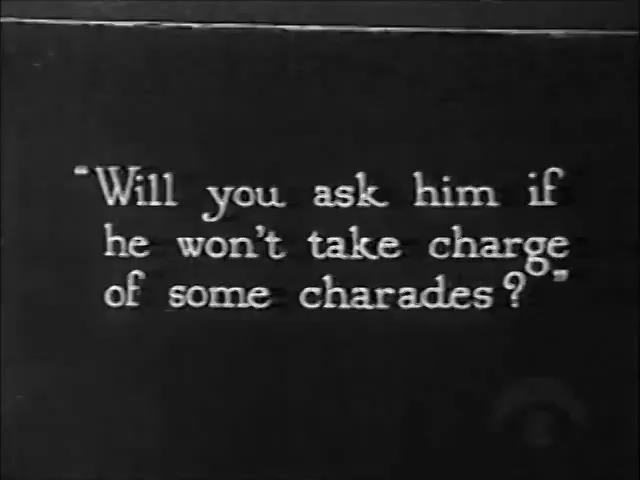 "Will you ask him if
he won't take charge
of some charades?"